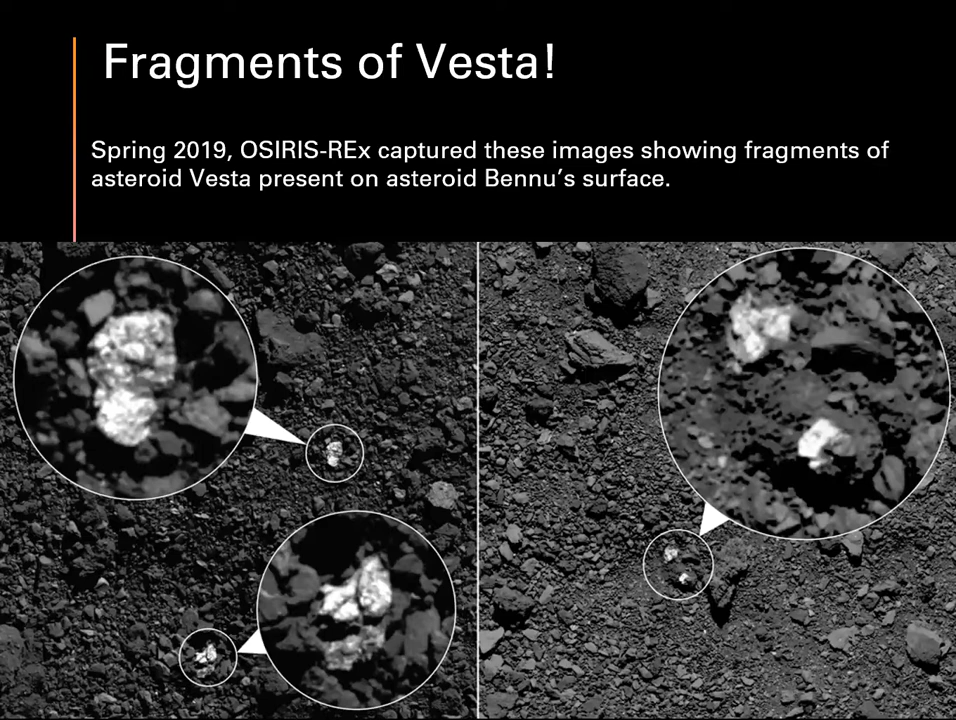 Fragments of Vesta!
Spring 2019, OSIRIS-REx captured these images showing fragments of
asteroid Vesta present on asteroid Bennu’s surface.